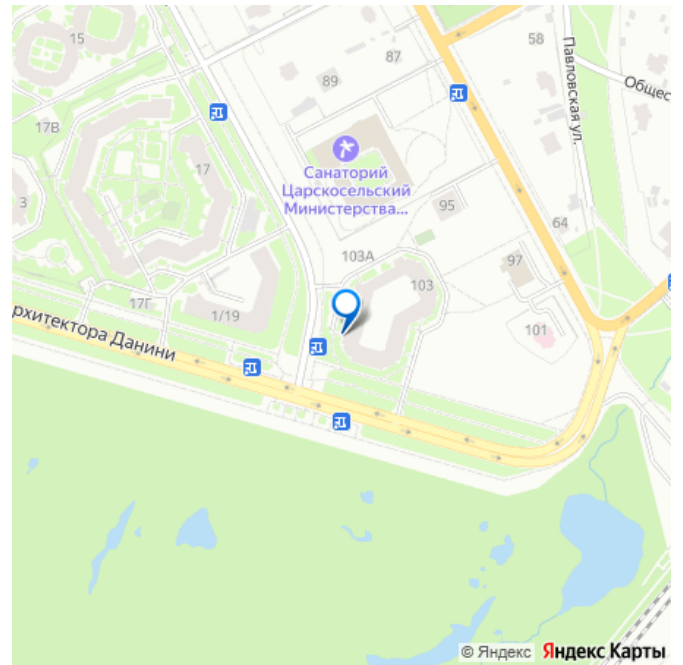 15
87
58
89
Павловская ул.
Общес
17В
17
3
Санаторий
Царскосельский
Министерства...
95
64
103А
97
103
17Г
1/19
101
рхитектора Данини
© Яндекс Яндекс Карты